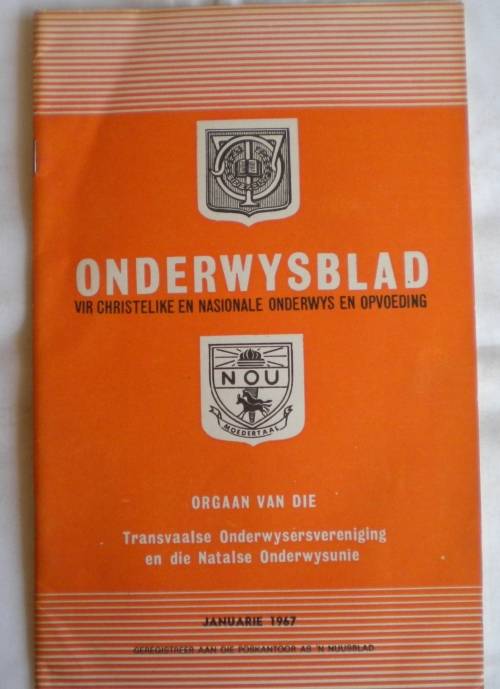 ONDERWYSBLAD
VIR CHRISTELIKE EN NASIONALE ONDERWYS EN OPVOEDING
NOU
MOEDERTAAL
ORGAAN VAN DIE
Transvaalse Onderwysersvereniging
en die Natalse Onderwysunie
JANUARIE 1967
GEREGISTREER AAN DIE POSKANTOOR AS 'N NUUSBLAD